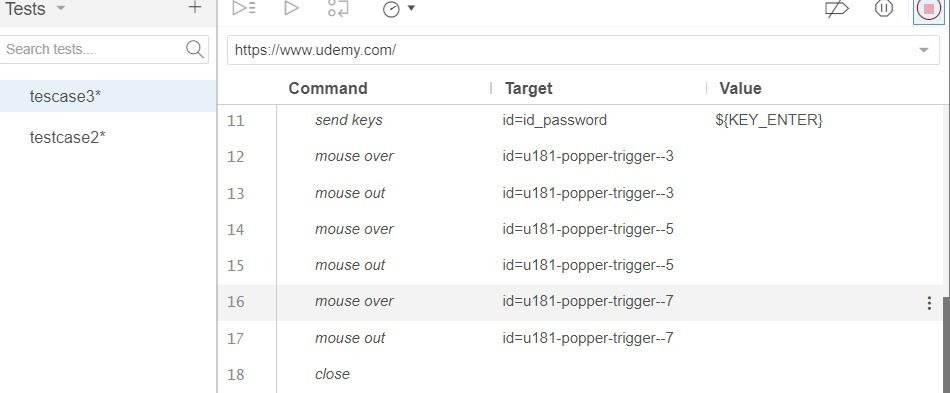 Tests
Search tests...
tescase3*
testcase2*
https://www.udemy.com/
Command Target Value
11 send keys id=id_password ${KEY_ENTER}
12 mouse over id=u181-popper-trigger--3
13 mouse out id=u181-popper-trigger--3
14 mouse over id=u181-popper-trigger--5
15 mouse out id=u181-popper-trigger--5
16 mouse over id=u181-popper-trigger--7
17 mouse out id=u181-popper-trigger--7
18 close